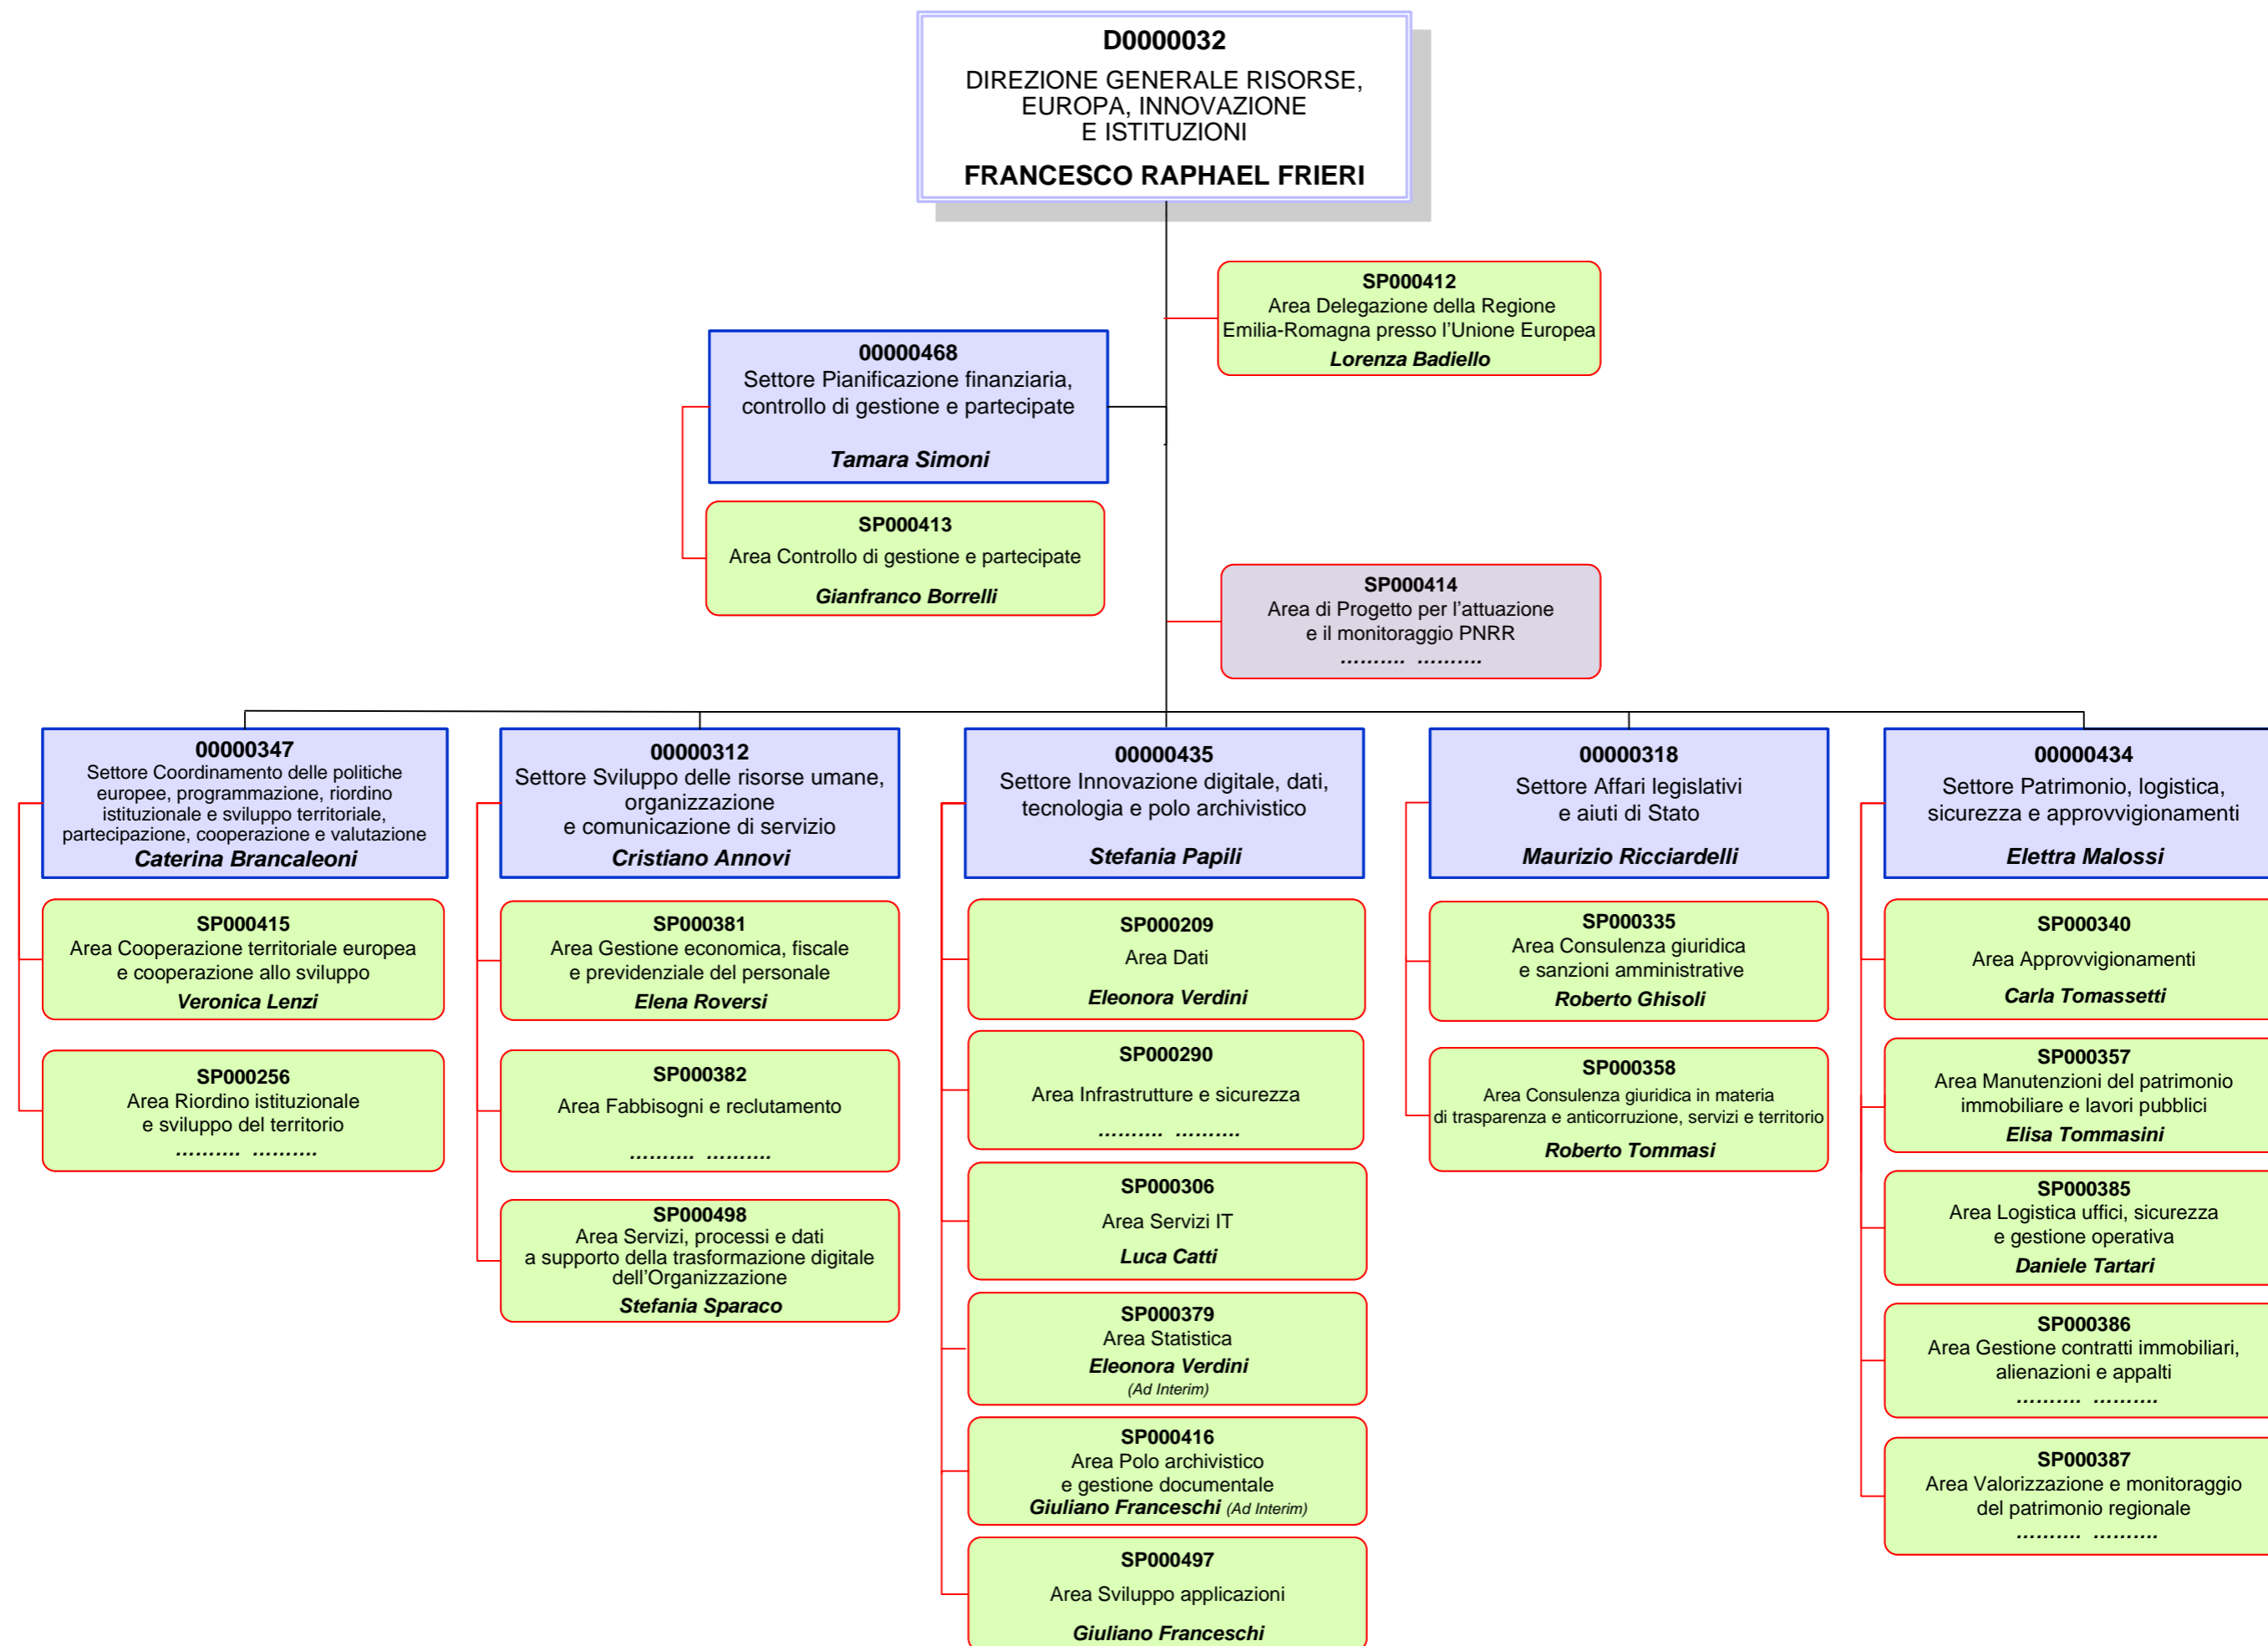 D0000032
DIREZIONE GENERALE RISORSE,
EUROPA, INNOVAZIONE
E ISTITUZIONI
FRANCESCO RAPHAEL FRIERI
SP000412
Area Delegazione della Regione
Emilia-Romagna presso l’Unione Europea
Lorenza Badiello
00000468
Settore Pianificazione finanziaria,
controllo di gestione e partecipate
Tamara Simoni
SP000413
Area Controllo di gestione e partecipate
Gianfranco Borrelli
SP000414
Area di Progetto per l’attuazione
e il monitoraggio PNRR
………. ……….
00000347
Settore Coordinamento delle politiche
europee, programmazione, riordino
istituzionale e sviluppo territoriale,
partecipazione, cooperazione e valutazione
Caterina Brancaleoni
SP000415
Area Cooperazione territoriale europea
e cooperazione allo sviluppo
Veronica Lenzi
SP000256
Area Riordino istituzionale
e sviluppo del territorio
………. ……….
00000312
Settore Sviluppo delle risorse umane,
organizzazione
e comunicazione di servizio
Cristiano Annovi
SP000381
Area Gestione economica, fiscale
e previdenziale del personale
Elena Roversi
SP000382
Area Fabbisogni e reclutamento
………. ……….
SP000498
Area Servizi, processi e dati
a supporto della trasformazione digitale
dell’Organizzazione
Stefania Sparaco
00000435
Settore Innovazione digitale, dati,
tecnologia e polo archivistico
Stefania Papili
SP000209
Area Dati
Eleonora Verdini
SP000290
Area Infrastrutture e sicurezza
………. ……….
SP000306
Area Servizi IT
Luca Catti
SP000379
Area Statistica
Eleonora Verdini
(Ad Interim)
SP000416
Area Polo archivistico
e gestione documentale
Giuliano Franceschi (Ad Interim)
SP000497
Area Sviluppo applicazioni
Giuliano Franceschi
00000318
Settore Affari legislativi
e aiuti di Stato
Maurizio Ricciardelli
SP000335
Area Consulenza giuridica
e sanzioni amministrative
Roberto Ghisoli
SP000358
Area Consulenza giuridica in materia
di trasparenza e anticorruzione, servizi e territorio
Roberto Tommasi
00000434
Settore Patrimonio, logistica,
sicurezza e approvvigionamenti
Elettra Malossi
SP000340
Area Approvvigionamenti
Carla Tomassetti
SP000357
Area Manutenzioni del patrimonio
immobiliare e lavori pubblici
Elisa Tommasini
SP000385
Area Logistica uffici, sicurezza
e gestione operativa
Daniele Tartari
SP000386
Area Gestione contratti immobiliari,
alienazioni e appalti
………. ……….
SP000387
Area Valorizzazione e monitoraggio
del patrimonio regionale
………. ……….